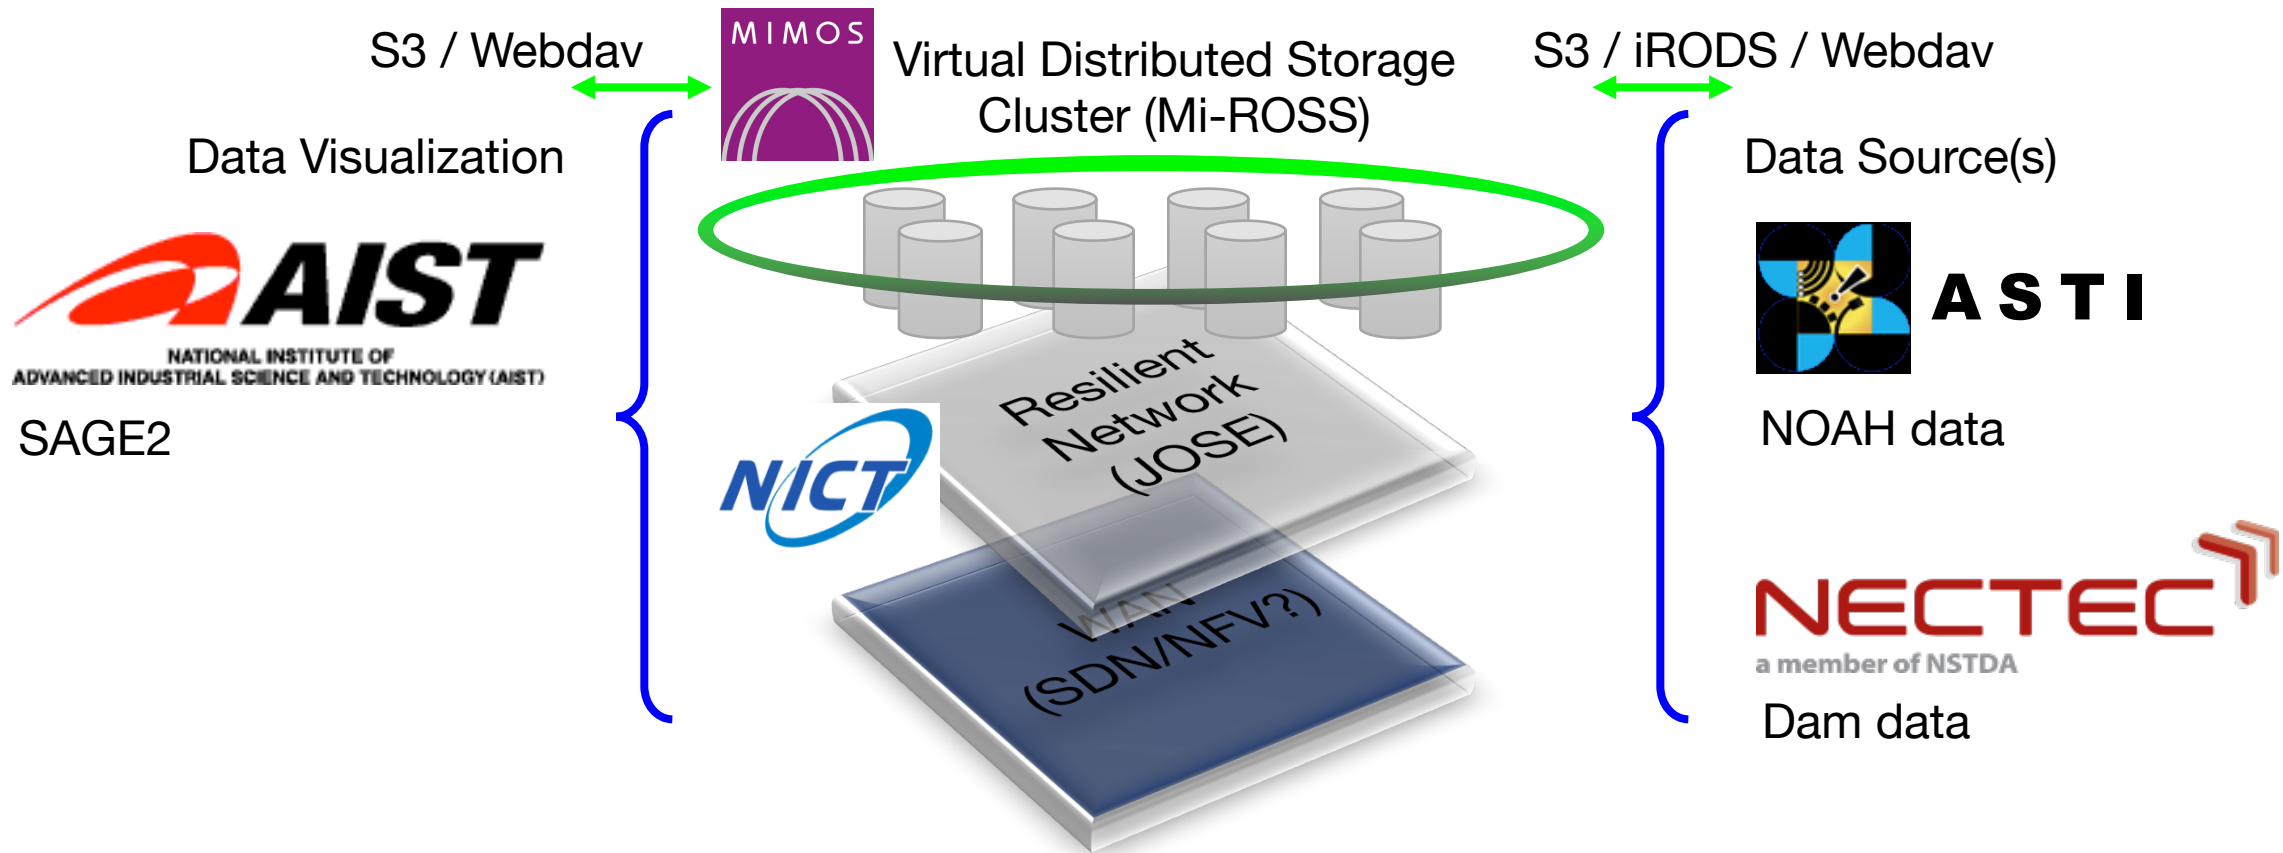 S3 / Webdav
MIMOS
Virtual Distributed Storage
Cluster (Mi-ROSS)
S3 / iRODS / Webdav
Data Visualization
Data Source(s)
AIST
NATIONAL INSTITUTE OF
ADVANCED INDUSTRIAL SCIENCE AND TECHNOLOGY (AIST)
SAGE2
ASTI
NOAH data
Resilient
Network
(JOSE)
NICT
WAN
(SDN/NFV?)
NECTEC
a member of NSTDA
Dam data